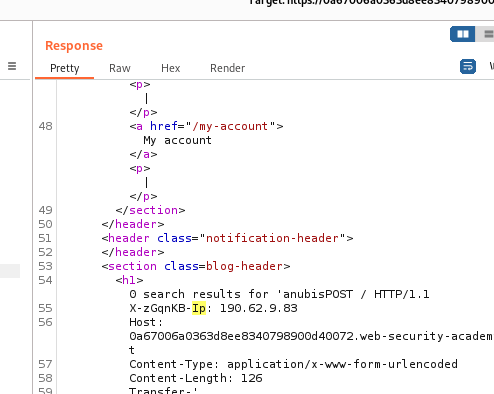 Target: https://0a67006a0363d8ee8340798900
Response
Pretty Raw Hex Render
<p>
|
</p>
48 <a href="/my-account">
My account
</a>
<p>
|
</p>
49 </section>
50 </header>
51 <header class="notification-header">
52 </header>
53 <section class=blog-header>
54 <h1>
0 search results for 'anubisPOST / HTTP/1.1
55 X-zGqnKB-Ip: 190.62.9.83
56 Host:
0a67006a0363d8ee8340798900d40072.web-security-academ
t
57 Content-Type: application/x-www-form-urlencoded
58 Content-Length: 126
59 Transfer-'